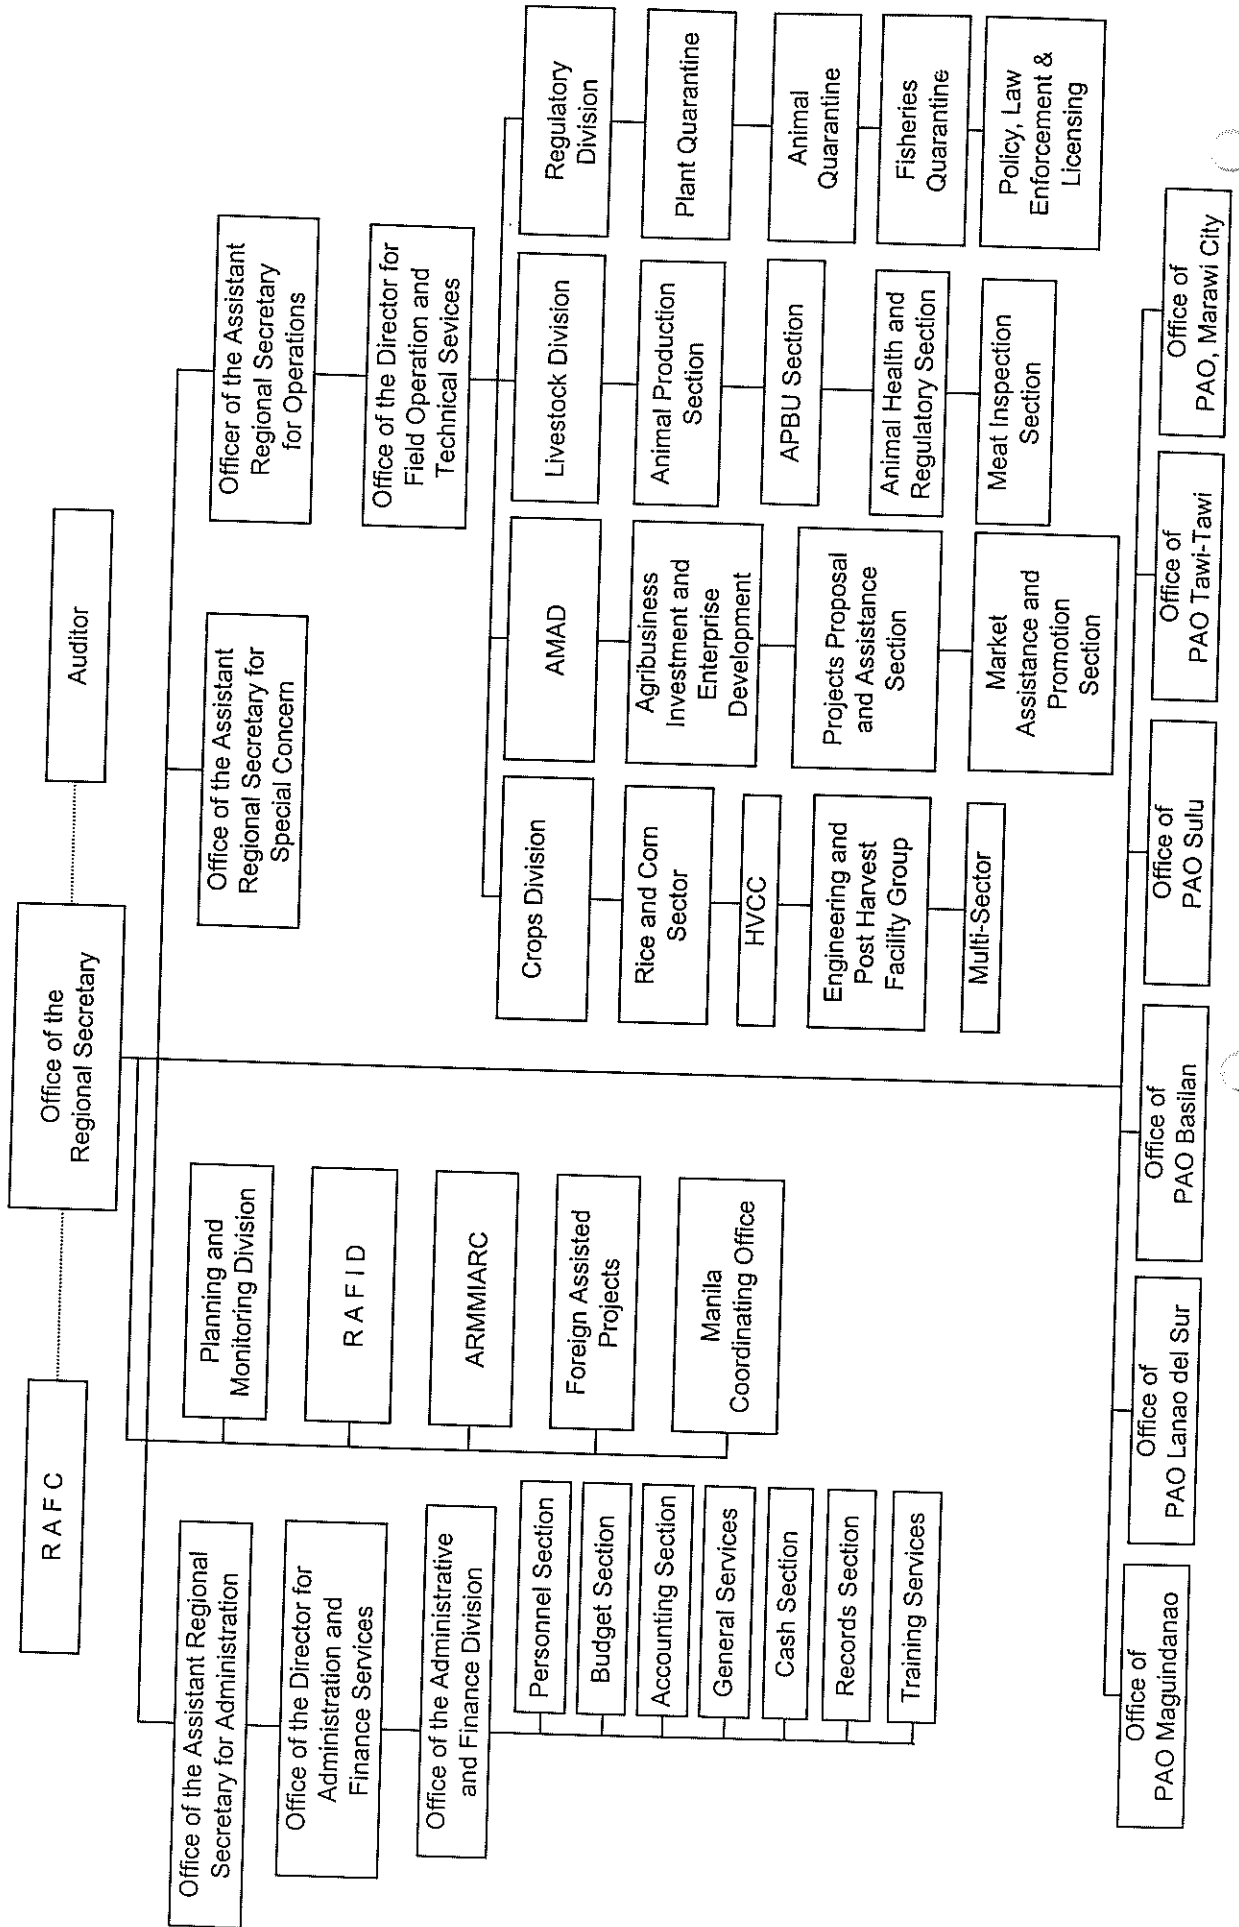 R A F C
Office of the
Regional Secretary
Auditor
Office of the Assistant Regional
Secretary for Administration
Office of the Director for
Administration and
Finance Services
Office of the Administrative
and Finance Division
Personnel Section
Budget Section
Accounting Section
General Services
Cash Section
Records Section
Training Services
Planning and
Monitoring Division
R A F I D
ARMMIARC
Foreign Assisted
Projects
Manila
Coordinating Office
Office of the Assistant
Regional Secretary for
Special Concern
Officer of the Assistant
Regional Secretary
for Operations
Office of the Director for
Field Operation and
Technical Sevices
Crops Division
Rice and Corn
Sector
HVCC
Engineering and
Post Harvest
Facility Group
Multi-Sector
AMAD
Agribusiness
Investment and
Enterprise
Development
Projects Proposal
and Assistance
Section
Market
Assistance and
Promotion
Section
Livestock Division
Animal Production
Section
APBU Section
Animal Health and
Regulatory Section
Meat Inspection
Section
Regulatory
Division
Plant Quarantine
Animal
Quarantine
Fisheries
Quarantine
Policy, Law
Enforcement &
Licensing
Office of
PAO Maguindanao
Office of
PAO Lanao del Sur
Office of
PAO Basilan
Office of
PAO Sulu
Office of
PAO Tawi-Tawi
Office of
PAO, Marawi City